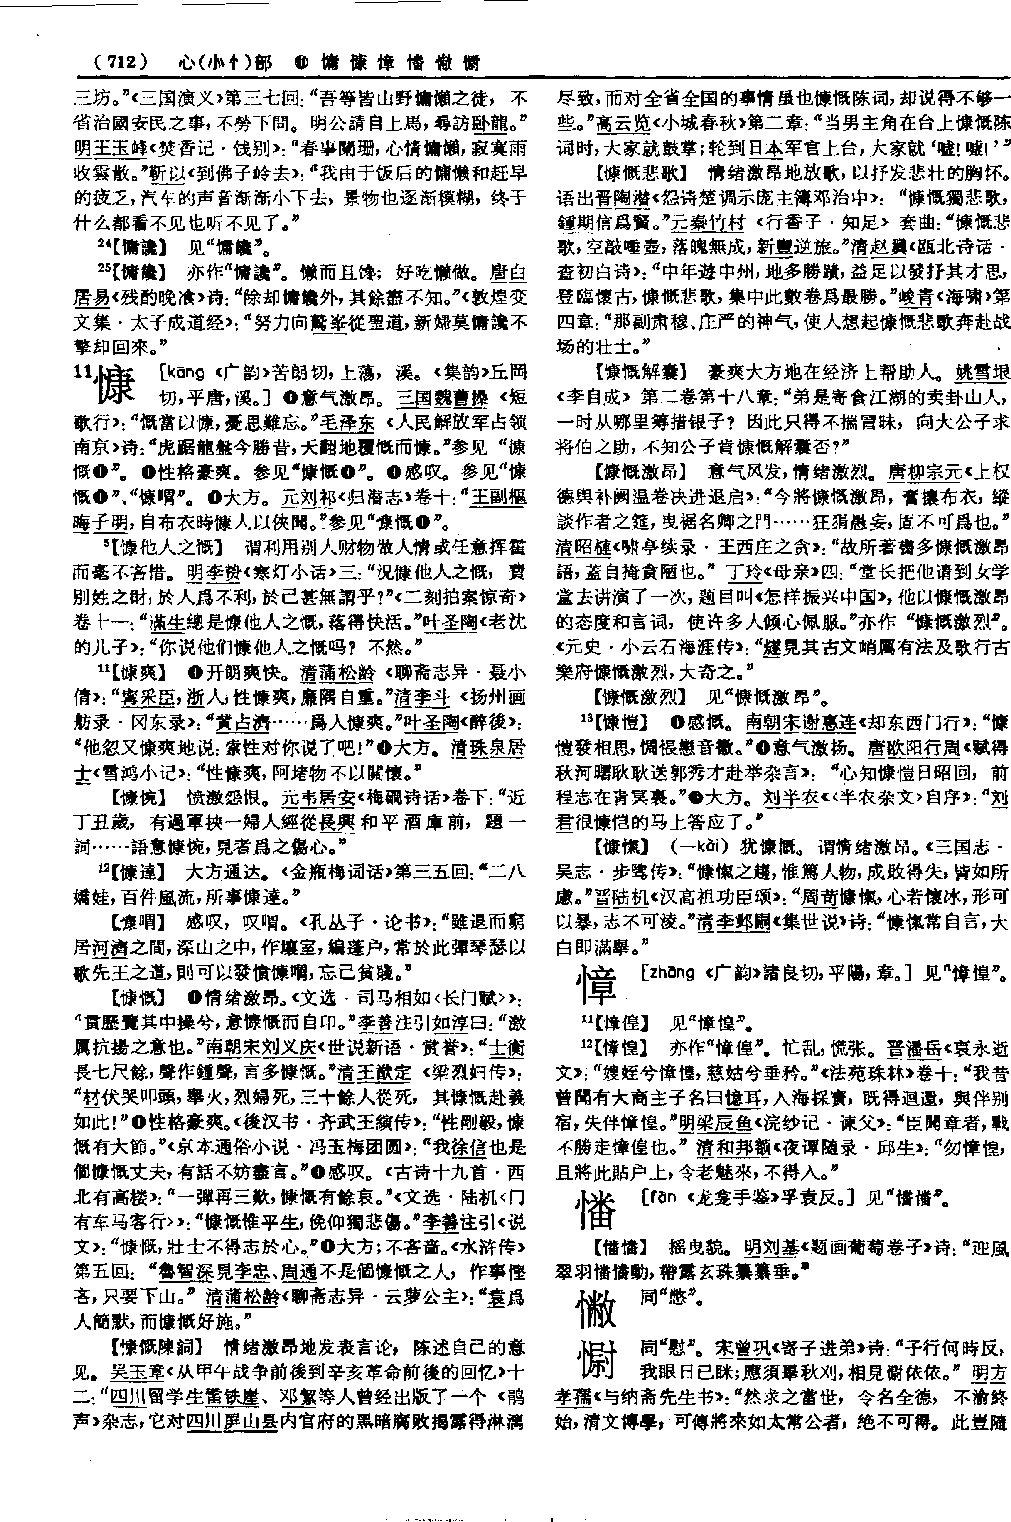 (712) 心(小忄)部 ⓫ 慵慷慞憣憿㥜
三坊。”《三国演义》第三七回：“吾等皆山野慵懒之徒，不
省治國安民之事，不勞下問。明公請自上馬，尋訪卧龍。”
明王玉峰《焚香记·饯别》：“春事闌珊，心情慵懶，寂寞雨
收雲散。”靳以《到佛子岭去》：“我由于饭后的慵懒和赶早
的疲乏，汽车的声音渐渐小下去，景物也逐渐模糊，终于
什么都看不见也听不见了。”
24【慵讒】 见“慵饞”。
25【慵饞】 亦作“慵讒”。懒而且馋；好吃懒做。唐白
居易《残酌晚飡》诗：“除却慵饞外，其餘盡不知。”《敦煌变
文集·太子成道经》：“努力向鷲峯從聖道，新婦莫慵讒不
擎却回來。”
11慷 [kāng《广韵》苦朗切，上蕩，溪。《集韵》丘岡
切，平唐，溪。]❶意气激昂。三国魏曹操《短
歌行》：“慨當以慷，憂思難忘。”毛泽东《人民解放军占领
南京》诗：“虎踞龍盤今勝昔，天翻地覆慨而慷。”参见“慷
慨❶”。❷性格豪爽。参见“慷慨❷”。❸感叹。参见“慷
慨❸”、“慷喟”。❹大方。元刘祁《归潜志》卷十：“王副樞
晦子明，自布衣時慷人以俠聞。”参见“慷慨❹”。
5【慷他人之慨】 谓利用别人财物做人情或任意挥霍
而毫不吝惜。明李贽《寒灯小话》三：“况慷他人之慨，費
别姓之財，於人爲不利，於己甚無謂乎？”《二刻拍案惊奇》
卷十一：“滿生總是慷他人之慨，落得快活。”叶圣陶《老沈
的儿子》：“你说他们慷他人之慨吗？不然。”
11【慷爽】 ❶开朗爽快。清蒲松龄《聊斋志异·聂小
倩》：“甯采臣，浙人，性慷爽，廉隅自重。”清李斗《扬州画
舫录·冈东录》：“黄占濟……爲人慷爽。”叶圣陶《醉後》：
“他忽又慷爽地说：索性对你说了吧！”❷大方。清珠泉居
士《雪鸿小记》：“性慷爽，阿堵物不以關懷。”
【慷惋】 愤激怨恨。元韦居安《梅磵诗话》卷下：“近
丁丑歲，有過軍挾一婦人經從長興和平酒庫前，題一
詞……語意慷惋，見者爲之傷心。”
12【慷達】 大方通达。《金瓶梅词话》第三五回：“二八
嬌娃，百件風流，所事慷達。”
【慷喟】 感叹，哎喟。《孔丛子·论书》：“雖退而窮
居河濟之間，深山之中，作壤室，編蓬户，常於此彈琴瑟以
歌先王之道，則可以發憤慷喟，忘己貧賤。”
【慷慨】 ❶情绪激昂。《文选·司马相如〈长门赋〉》：
“貫歷覽其中操兮，意慷慨而自卬。”李善注引如淳曰：“激
厲抗揚之意也。”南朝宋刘义庆《世说新语·赏誉》：“士衡
長七尺餘，聲作鍾聲，言多慷慨。”清王猷定《梁烈妇传》：
“材伏哭叩頭，舉火，烈婦死，三十餘人從死，其慷慨赴義
如此！”❷性格豪爽。《後汉书·齐武王縯传》：“性剛毅，慷
慨有大節。”《京本通俗小说·冯玉梅团圆》：“我徐信也是
個慷慨丈夫，有話不妨盡言。”❸感叹。《古诗十九首·西
北有高楼》：“一彈再三歎，慷慨有餘哀。”《文选·陆机〈门
有车马客行〉》：“慷慨惟平生，俛仰獨悲傷。”李善注引《说
文》：“慷慨，壯士不得志於心。”❹大方；不吝啬。《水浒传》
第五回：“魯智深見李忠、周通不是個慷慨之人，作事慳
吝，只要下山。”清蒲松龄《聊斋志异·云萝公主》：“袁爲
人簡默，而慷慨好施。”
【慷慨陳詞】 情绪激昂地发表言论，陈述自己的意
见。吴玉章《从甲午战争前後到辛亥革命前後的回忆》十
二：“四川留学生雷铁崖、邓絜等人曾经出版了一个《鹃
声》杂志，它对四川屏山县内官府的黑暗腐败揭露得淋漓
尽致，而对全省全国的事情虽也慷慨陈词，却说得不够一
些。”高云览《小城春秋》第二章：“当男主角在台上慷慨陈
词时，大家就鼓掌；轮到日本军官上台，大家就‘嘘！嘘！’”
【慷慨悲歌】 情绪激昂地放歌，以抒发悲壮的胸怀。
语出晋陶潜《怨诗楚调示庞主簿邓治中》：“慷慨獨悲歌，
鍾期信爲賢。”元秦竹村《行香子·知足》套曲：“慷慨悲
歌，空敲唾壺，落魄無成，新豐逆旅。”清赵翼《瓯北诗话·
查初白诗》：“中年遊中州，地多勝蹟，益足以發抒其才思，
登臨懷古，慷慨悲歌，集中此數卷爲最勝。”峻青《海啸》第
四章：“那副肃穆、庄严的神气，使人想起慷慨悲歌奔赴战
场的壮士。”
【慷慨解囊】 豪爽大方地在经济上帮助人。姚雪垠
《李自成》第二卷第十八章：“弟是寄食江湖的卖卦山人，
一时从哪里筹措银子？因此只得不揣冒昧，向大公子求
将伯之助，不知公子肯慷慨解囊否？”
【慷慨激昂】 意气风发，情绪激烈。唐柳宗元《上权
德舆补阙温卷决进退启》：“今將慷慨激昂，奮攘布衣，縱
談作者之筵，曳裾名卿之門……狂狷愚妄，固不可爲也。”
清昭槤《啸亭续录·王西庄之贪》：“故所著書多慷慨激昂
語，蓋自掩貪陋也。”丁玲《母亲》四：“堂长把他请到女学
堂去讲演了一次，题目叫《怎样振兴中国》，他以慷慨激昂
的态度和言词，使许多人倾心佩服。”亦作“慷慨激烈”。
《元史·小云石海涯传》：“燧見其古文峭厲有法及歌行古
樂府慷慨激烈，大奇之。”
【慷慨激烈】 见“慷慨激昂”。
13【慷愷】 ❶感慨。南朝宋谢惠连《却东西门行》：“慷
愷發相思，惆悵戀音徽。”❷意气激扬。唐欧阳行周《赋得
秋河曙耿耿送郭秀才赴举杂言》：“心知慷愷日昭回，前
程志在青冥裏。”❸大方。刘半农《〈半农杂文〉自序》：“刘
君很慷恺的马上答应了。”
【慷愾】 (一kài) 犹慷慨。谓情绪激昂。《三国志·
吴志·步骘传》：“慷愾之趨，惟篤人物，成敗得失，皆如所
慮。”晋陆机《汉高祖功臣颂》：“周苛慷愾，心若懷冰，形可
以暴，志不可凌。”清李邺嗣《集世说》诗：“慷愾常自言，大
白即滿舉。”
慞 [zhāng《广韵》諸良切，平陽，章。] 见“慞惶”。
11【慞偟】 见“慞惶”。
12【慞惶】 亦作“慞偟”。忙乱，慌张。晋潘岳《哀永逝
文》：“嫂姪兮慞惶，慈姑兮垂矜。”《法苑珠林》卷十：“我昔
曾聞有大商主子名曰憶耳，入海採寶，既得迴還，與伴别
宿，失伴慞惶。”明梁辰鱼《浣纱记·谏父》：“臣聞章者，戰
不勝走慞惶也。”清和邦额《夜谭随录·邱生》：“勿慞惶，
且將此貼户上，令老魅來，不得入。”
憣 [fān《龙龛手鉴》孚袁反。] 见“憣憣”。
【憣憣】 摇曳貌。明刘基《题画葡萄卷子》诗：“迎風
翠羽憣憣動，帶露玄珠纂纂垂。”
同“憋”。
同“慰”。宋曾巩《寄子进弟》诗：“予行何時反，
我眼日已眯；應須畢秋刈，相見㥜依依。”明方
孝孺《与纳斋先生书》：“然求之當世，令名全德，不渝終
始，清文博學，可傳將來如太常公者，絶不可得。此豈隨